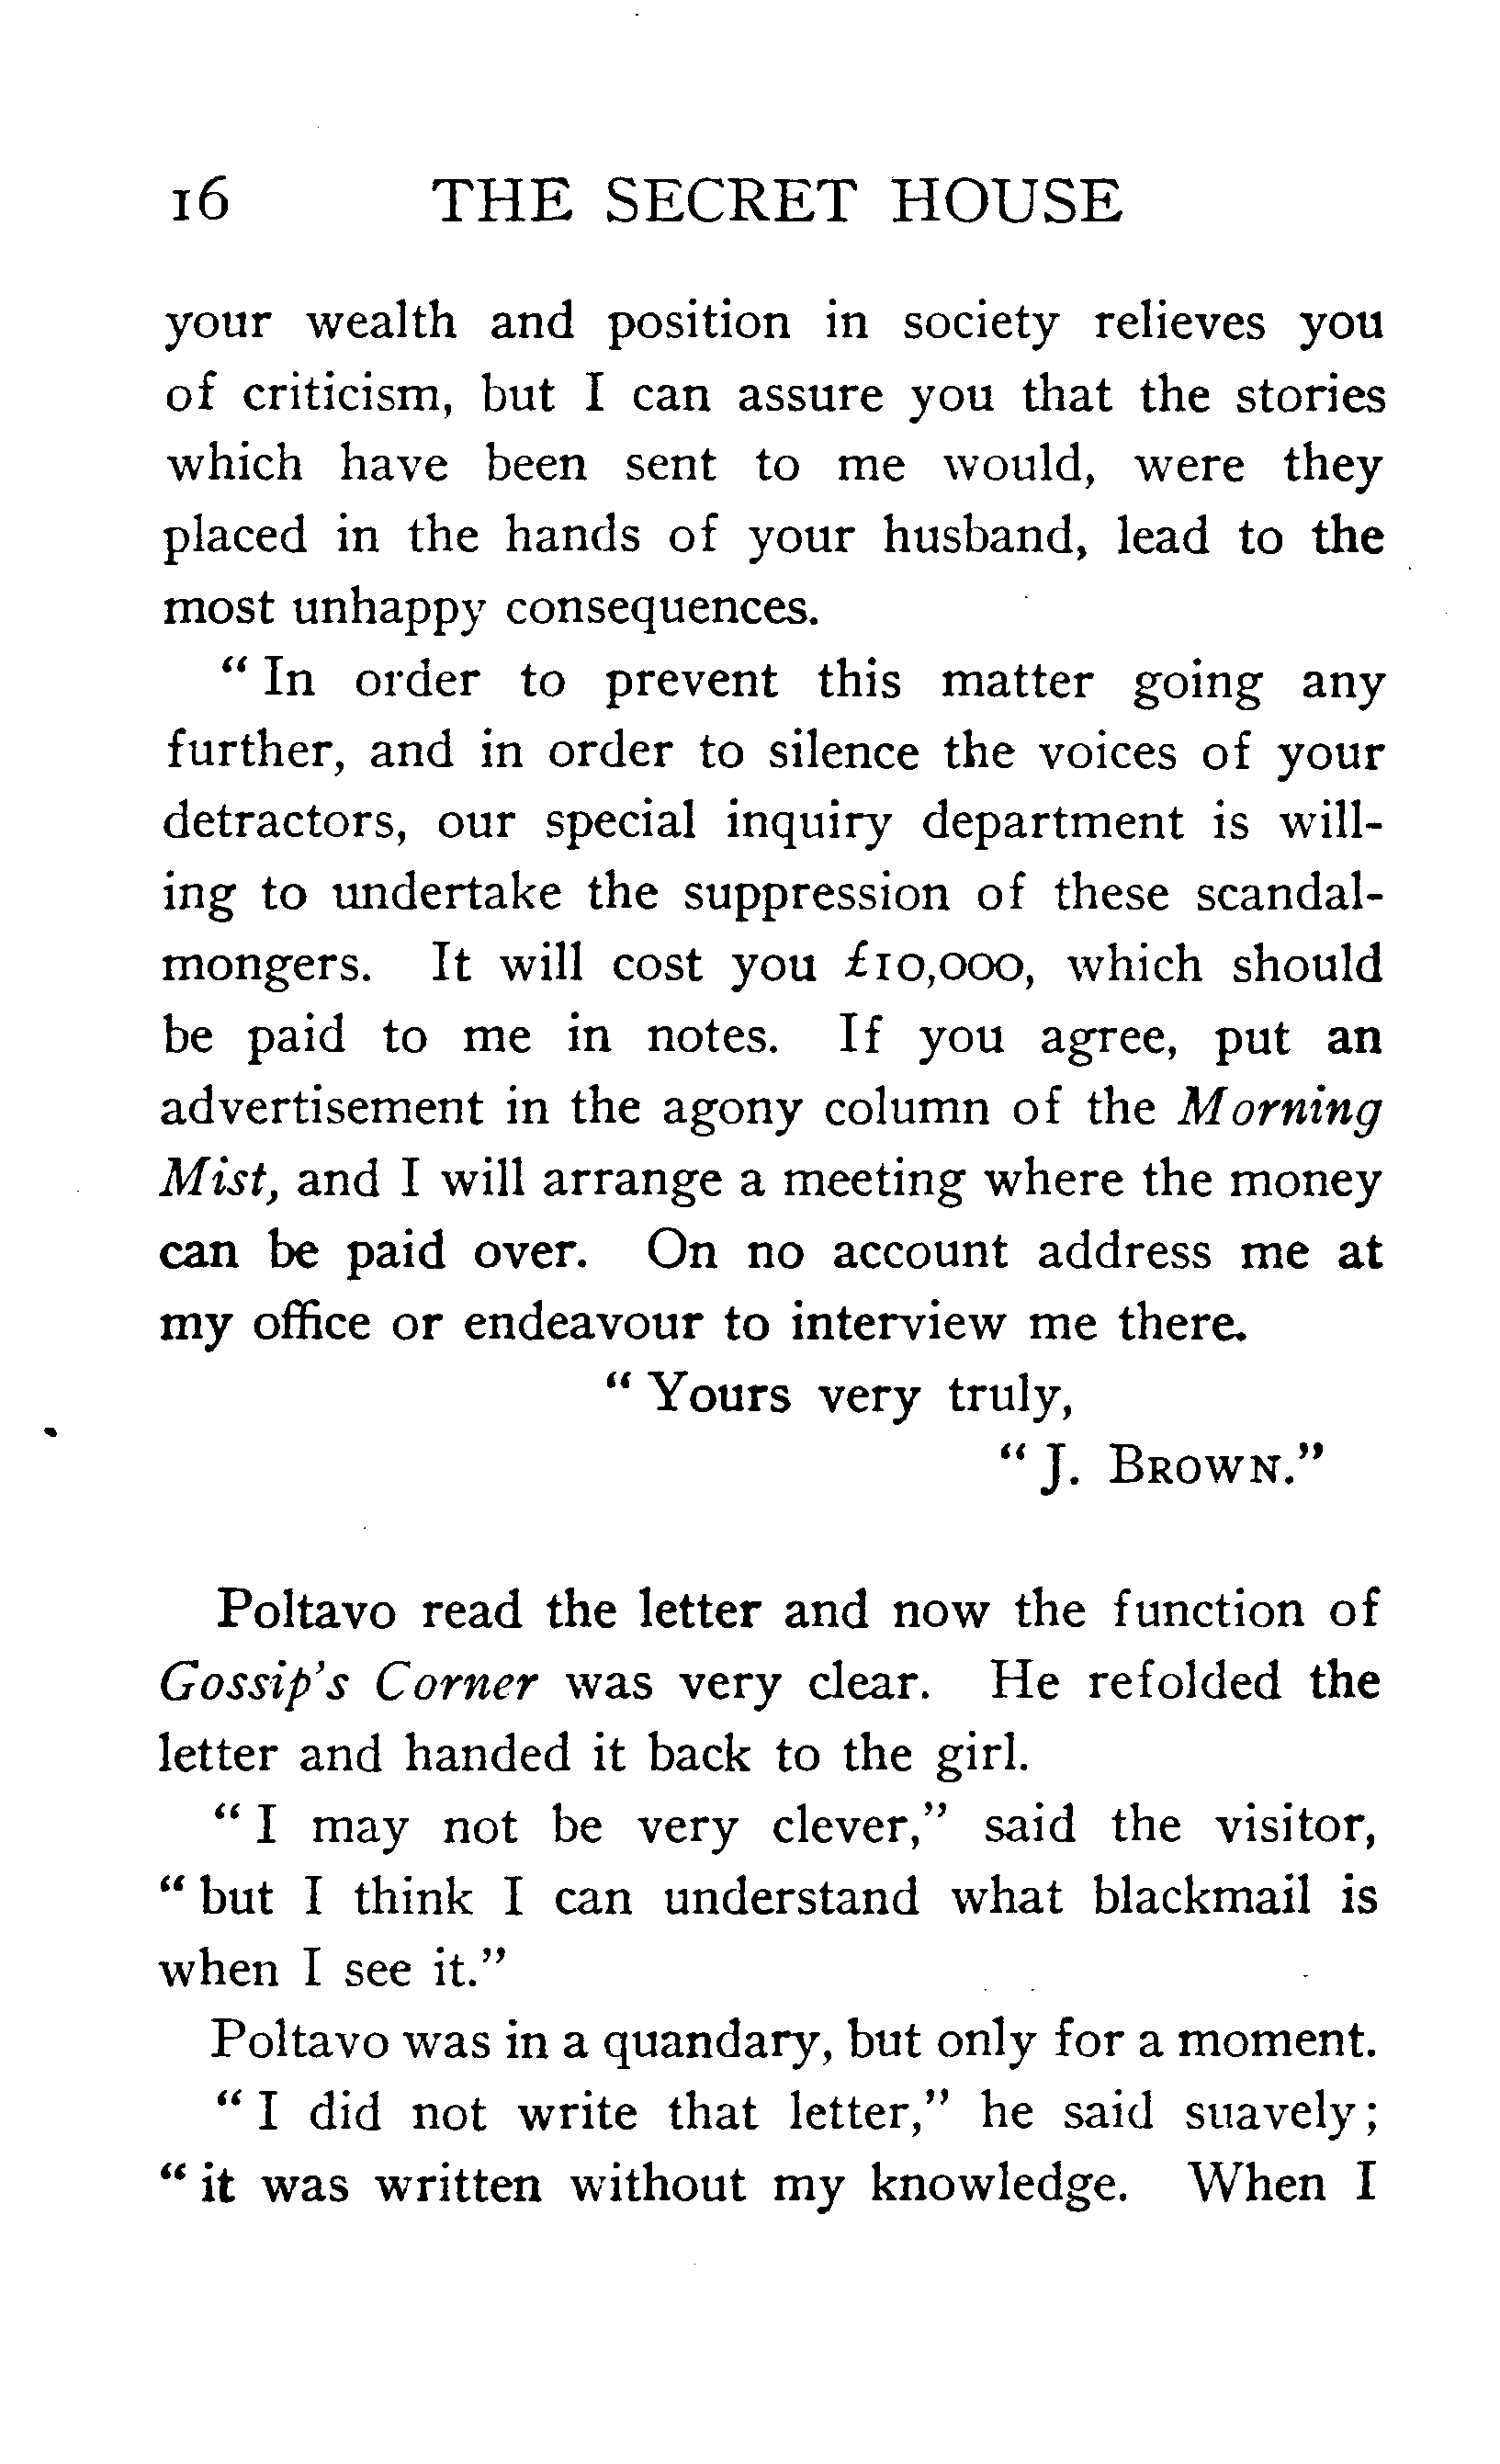 16 THE SECRET HOUSE
your wealth and position in society relieves you
of criticism, but I can assure you that the stories
which have been sent to me would, were they
placed in the hands of your husband, lead to the
most unhappy consequences.
“ In order to prevent this matter going any
further, and in order to silence the voices of your
detractors, our special inquiry department is will-
ing to undertake the suppression of these scandal-
mongers. It will cost you £10,000, which should
be paid to me in notes. If you agree, put an
advertisement in the agony column of the Morning
Mist, and I will arrange a meeting where the money
can be paid over. On no account address me at
my office or endeavour to interview me there.
“ Yours very truly,
“ J. BROWN.”
Poltavo read the letter and now the function of
Gossip's Corner was very clear. He refolded the
letter and handed it back to the girl.
“ I may not be very clever,” said the visitor,
“ but I think I can understand what blackmail is
when I see it.”
Poltavo was in a quandary, but only for a moment.
“ I did not write that letter,” he said suavely;
“ it was written without my knowledge. When I